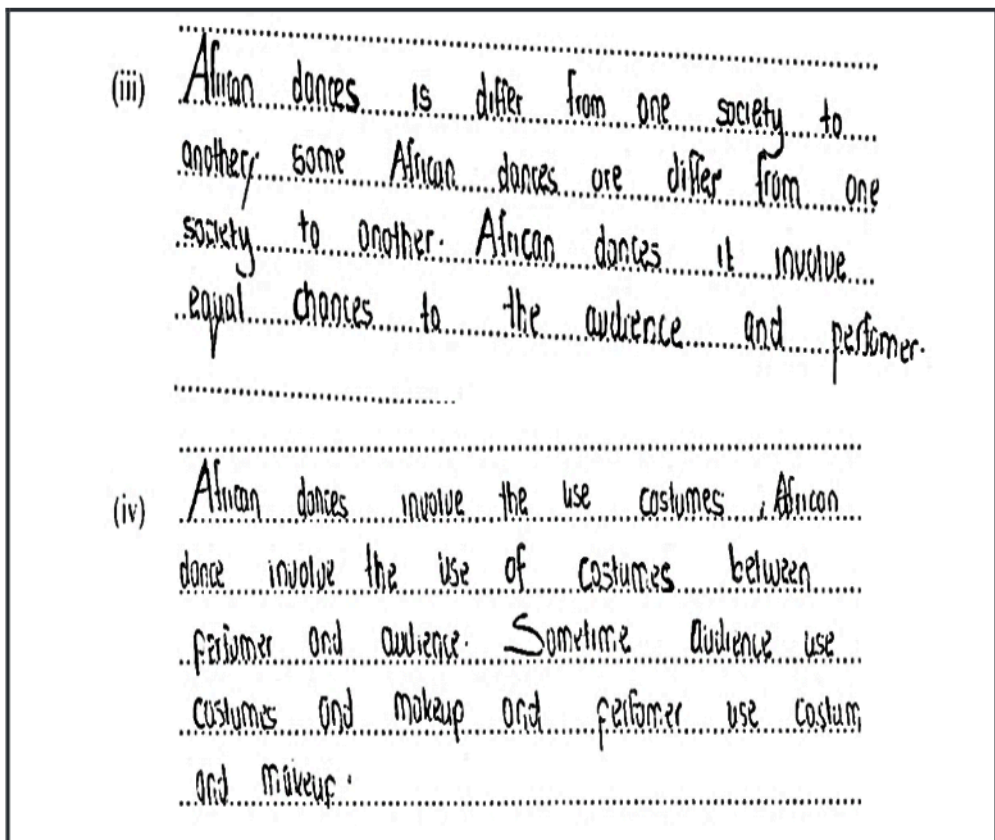 (iii) African dances is differ from one society to
another, some African dances are differ from one
society to another. African dances it involve
equal chances to the audience and perfomer.
(iv) African dances involve the use costumes, African
dance involve the use of costumes between
perfomer and audience. Sometime audience use
costumes and makeup and perfomer use costum
and makeup.